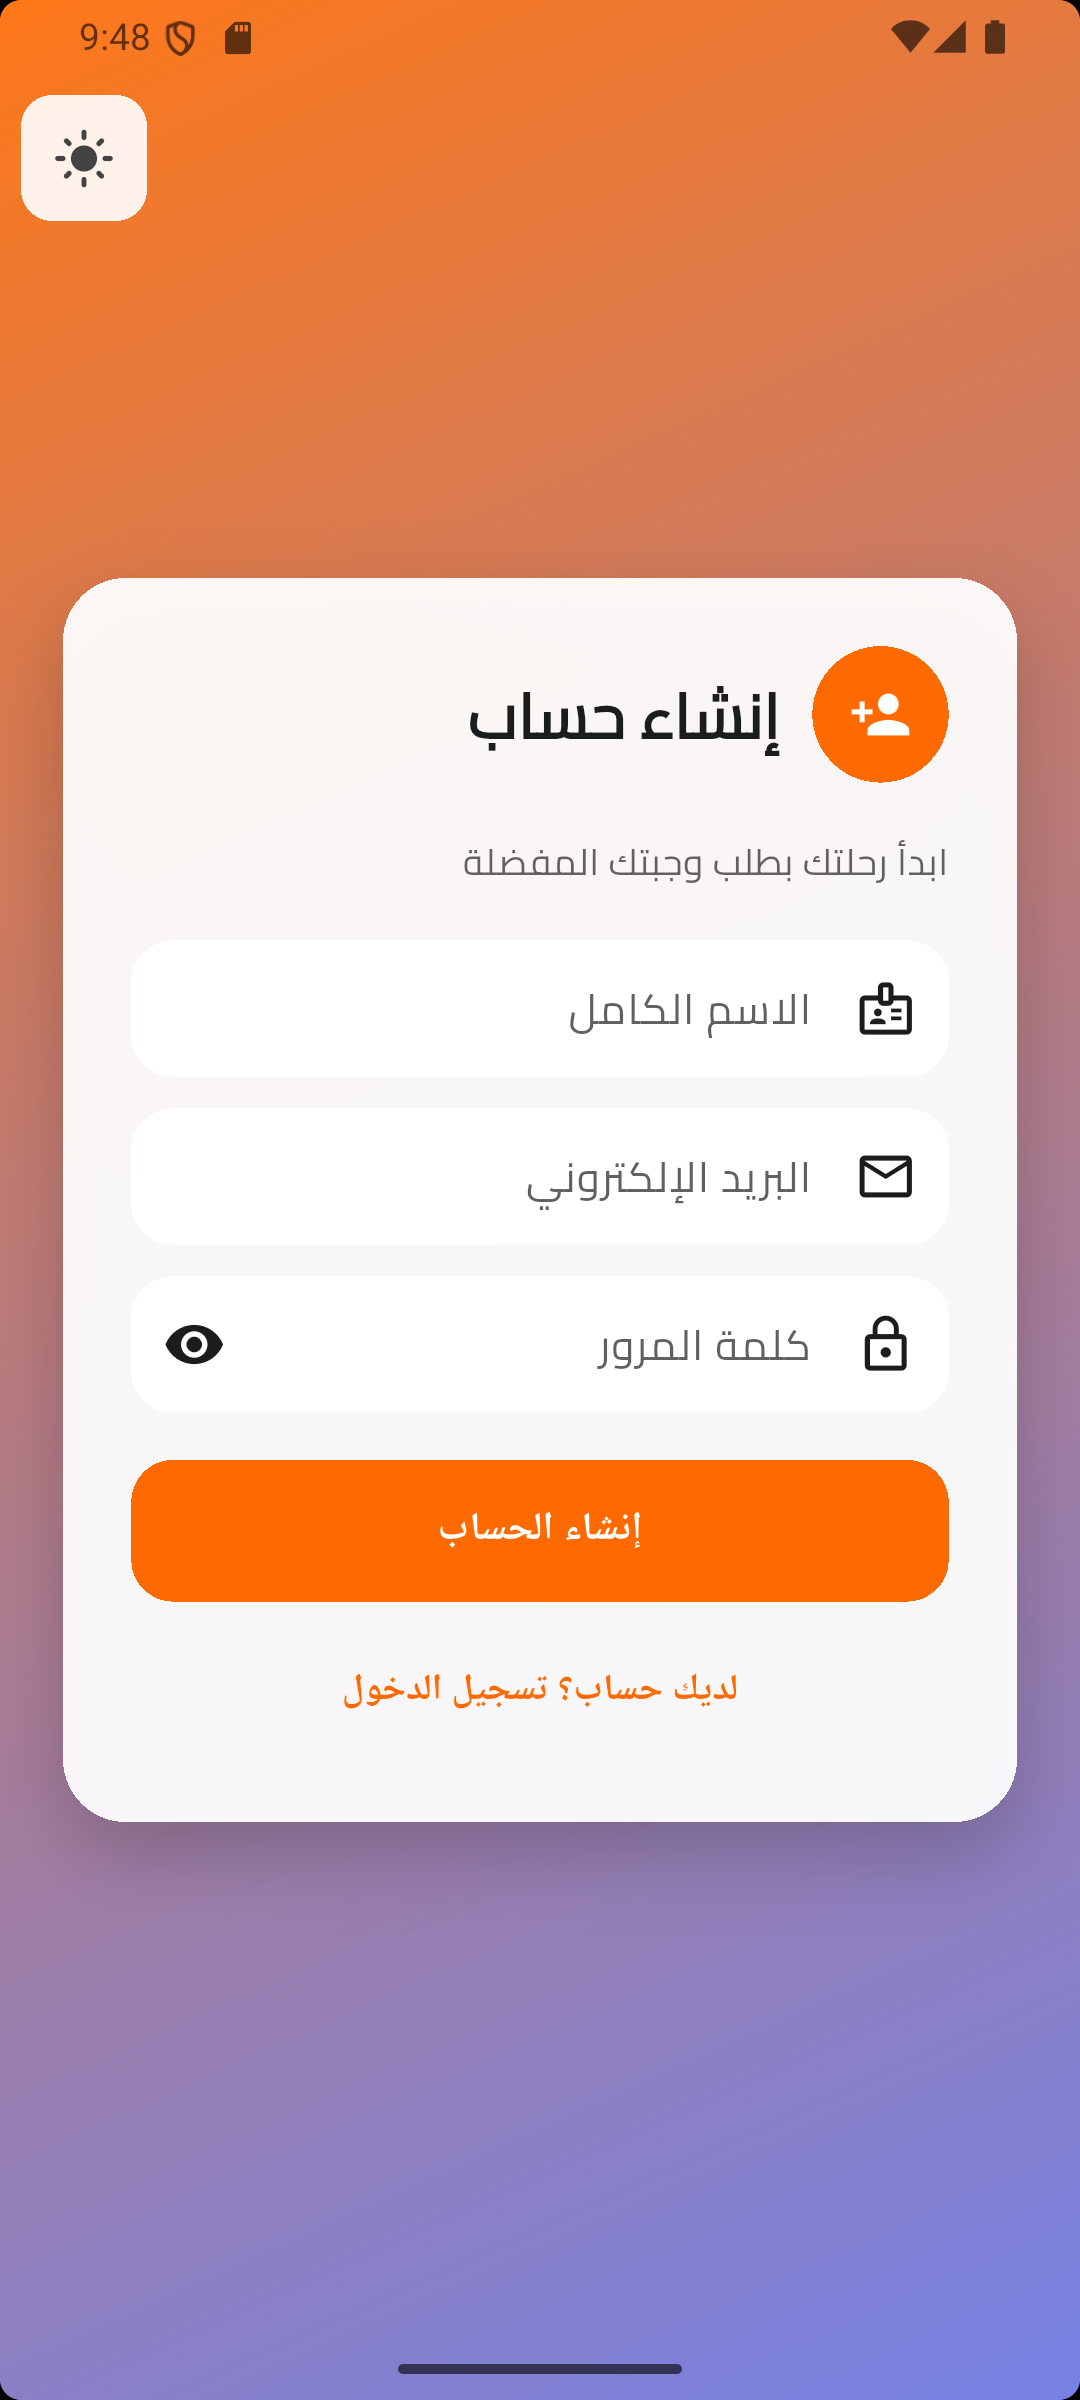 9:48
إنشاء حساب
ابدأ رحلتك بطلب وجبتك المفضلة
الاسم الكامل
البريد الإلكتروني
كلمة المرور
إنشاء الحساب
لديك حساب؟ تسجيل الدخول